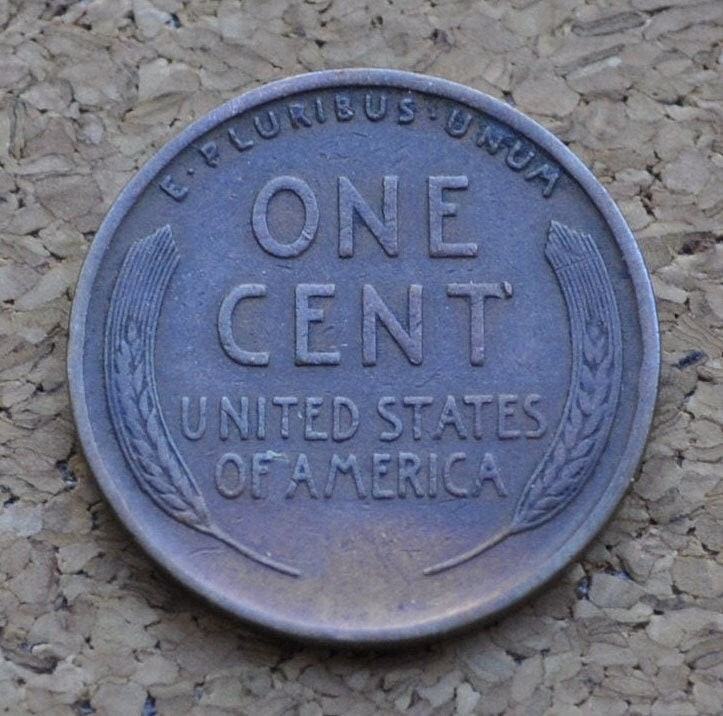 E·PLURIBUS·UNUM
ONE
CENT
UNITED STATES
OF AMERICA